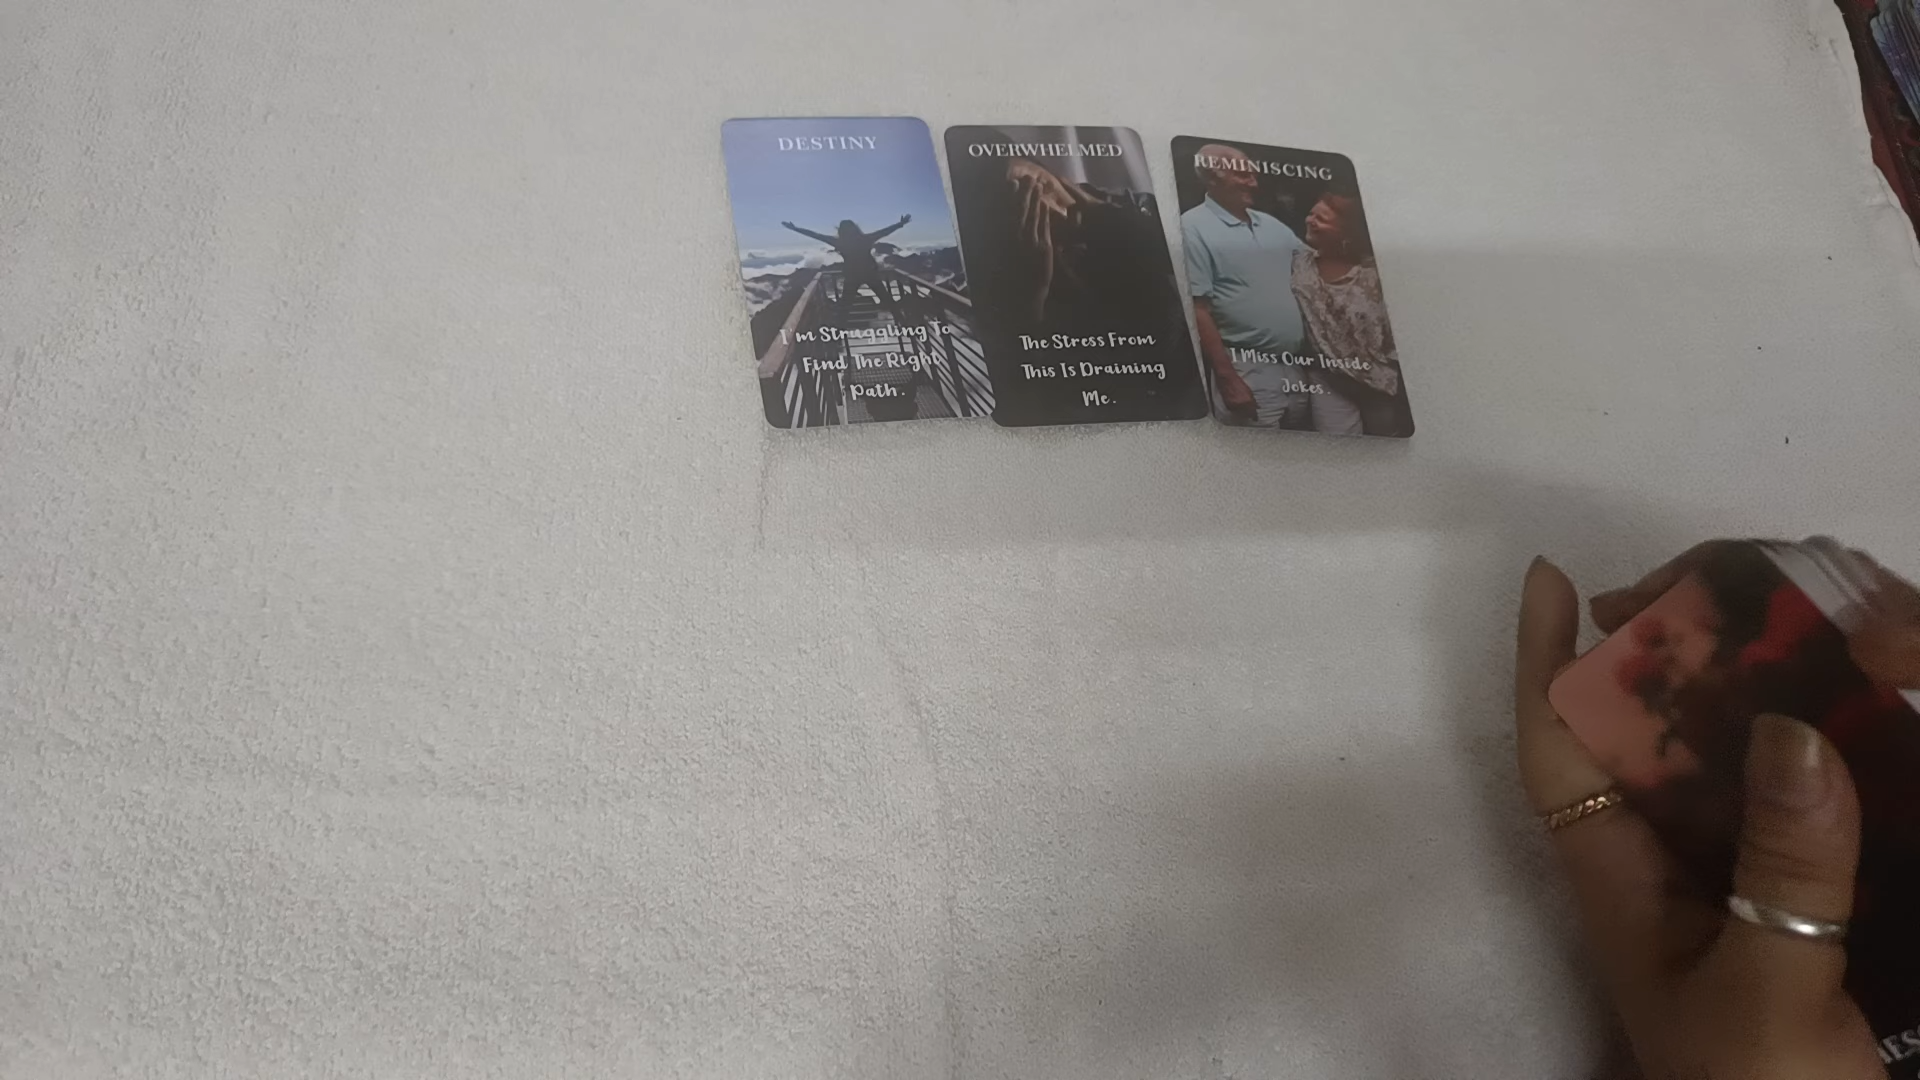 DESTINY
I'm Struggling To
Find The Right
Path.
OVERWHELMED
The Stress From
This Is Draining
Me.
REMINISCING
I Miss Our Inside
Jokes.